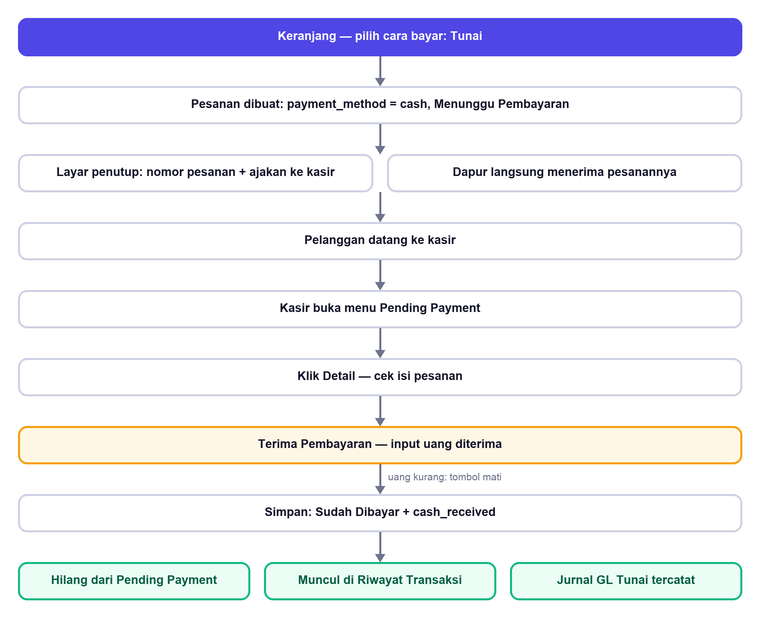 Keranjang — pilih cara bayar: Tunai
Pesanan dibuat: payment_method = cash, Menunggu Pembayaran
Layar penutup: nomor pesanan + ajakan ke kasir
Dapur langsung menerima pesanannya
Pelanggan datang ke kasir
Kasir buka menu Pending Payment
Klik Detail — cek isi pesanan
Terima Pembayaran — input uang diterima
uang kurang: tombol mati
Simpan: Sudah Dibayar + cash_received
Hilang dari Pending Payment
Muncul di Riwayat Transaksi
Jurnal GL Tunai tercatat